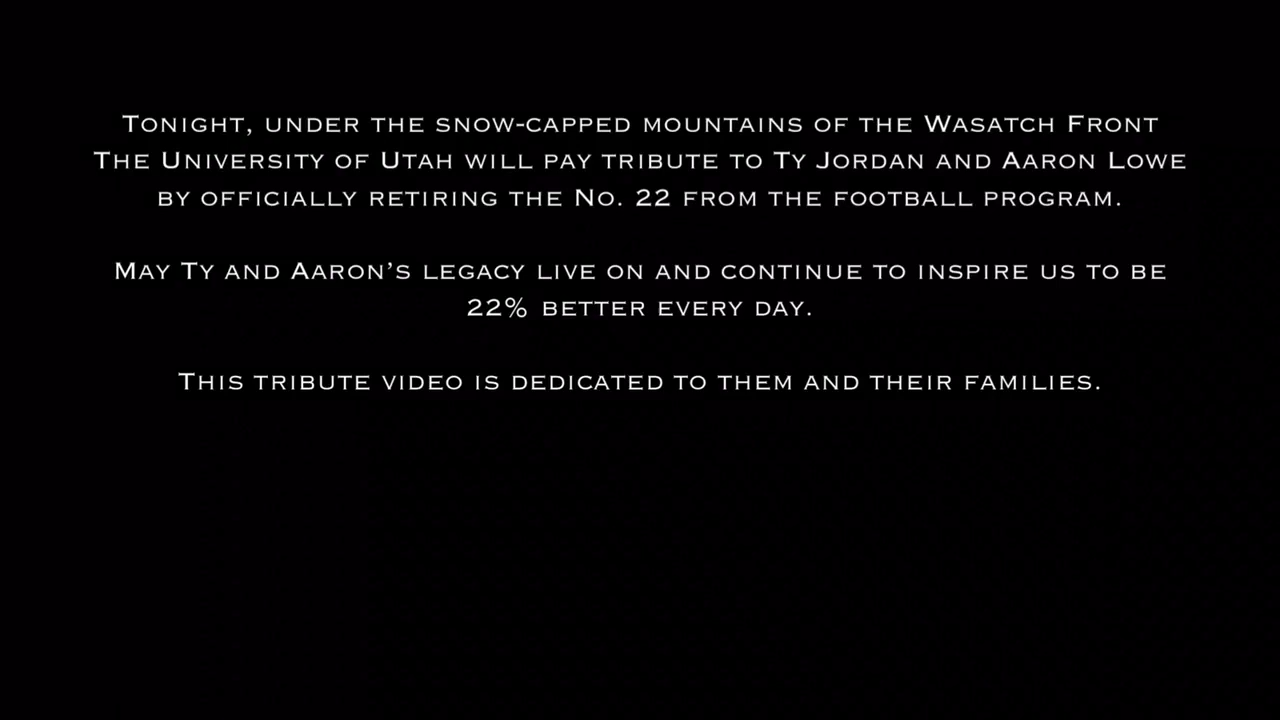 Tonight, under the snow-capped mountains of the Wasatch Front
The University of Utah will pay tribute to Ty Jordan and Aaron Lowe
by officially retiring the No. 22 from the football program.
May Ty and Aaron's legacy live on and continue to inspire us to be
22% better every day.
This tribute video is dedicated to them and their families.